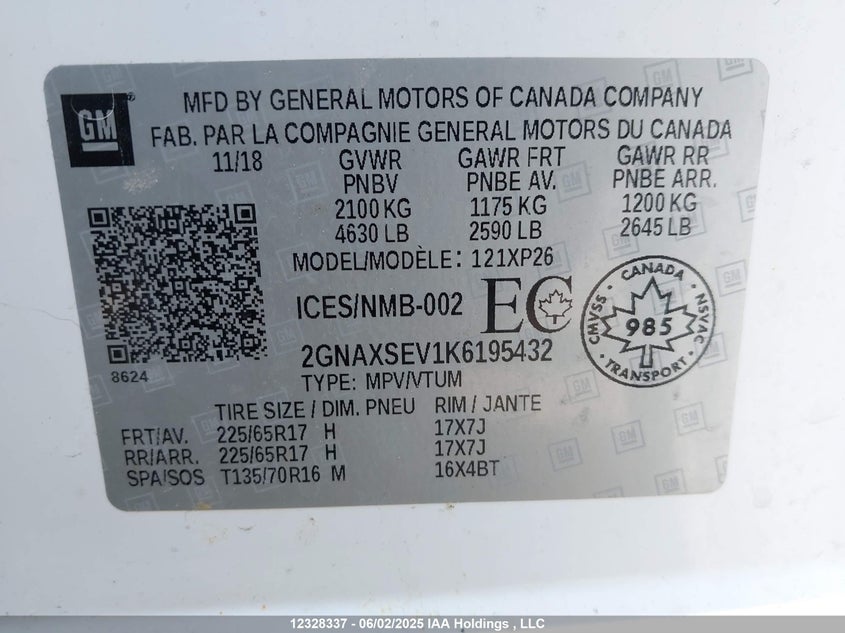 GM
MFD BY GENERAL MOTORS OF CANADA COMPANY
FAB. PAR LA COMPAGNIE GENERAL MOTORS DU CANADA
11/18 GVWR GAWR FRT GAWR RR
PNBV PNBE AV. PNBE ARR.
2100 KG 1175 KG 1200 KG
4630 LB 2590 LB 2645 LB
MODEL/MODÈLE: 121XP26
ICES/NMB-002 EC
CANADA
CMVSS 985 NSVAC
TRANSPORT
2GNAXSEV1K6195432
8624
TYPE: MPV/VTUM
TIRE SIZE / DIM. PNEU RIM / JANTE
FRT/AV. 225/65R17 H 17X7J
RR/ARR. 225/65R17 H 17X7J
SPA/SOS T135/70R16 M 16X4BT
12328337 - 06/02/2025 IAA Holdings , LLC